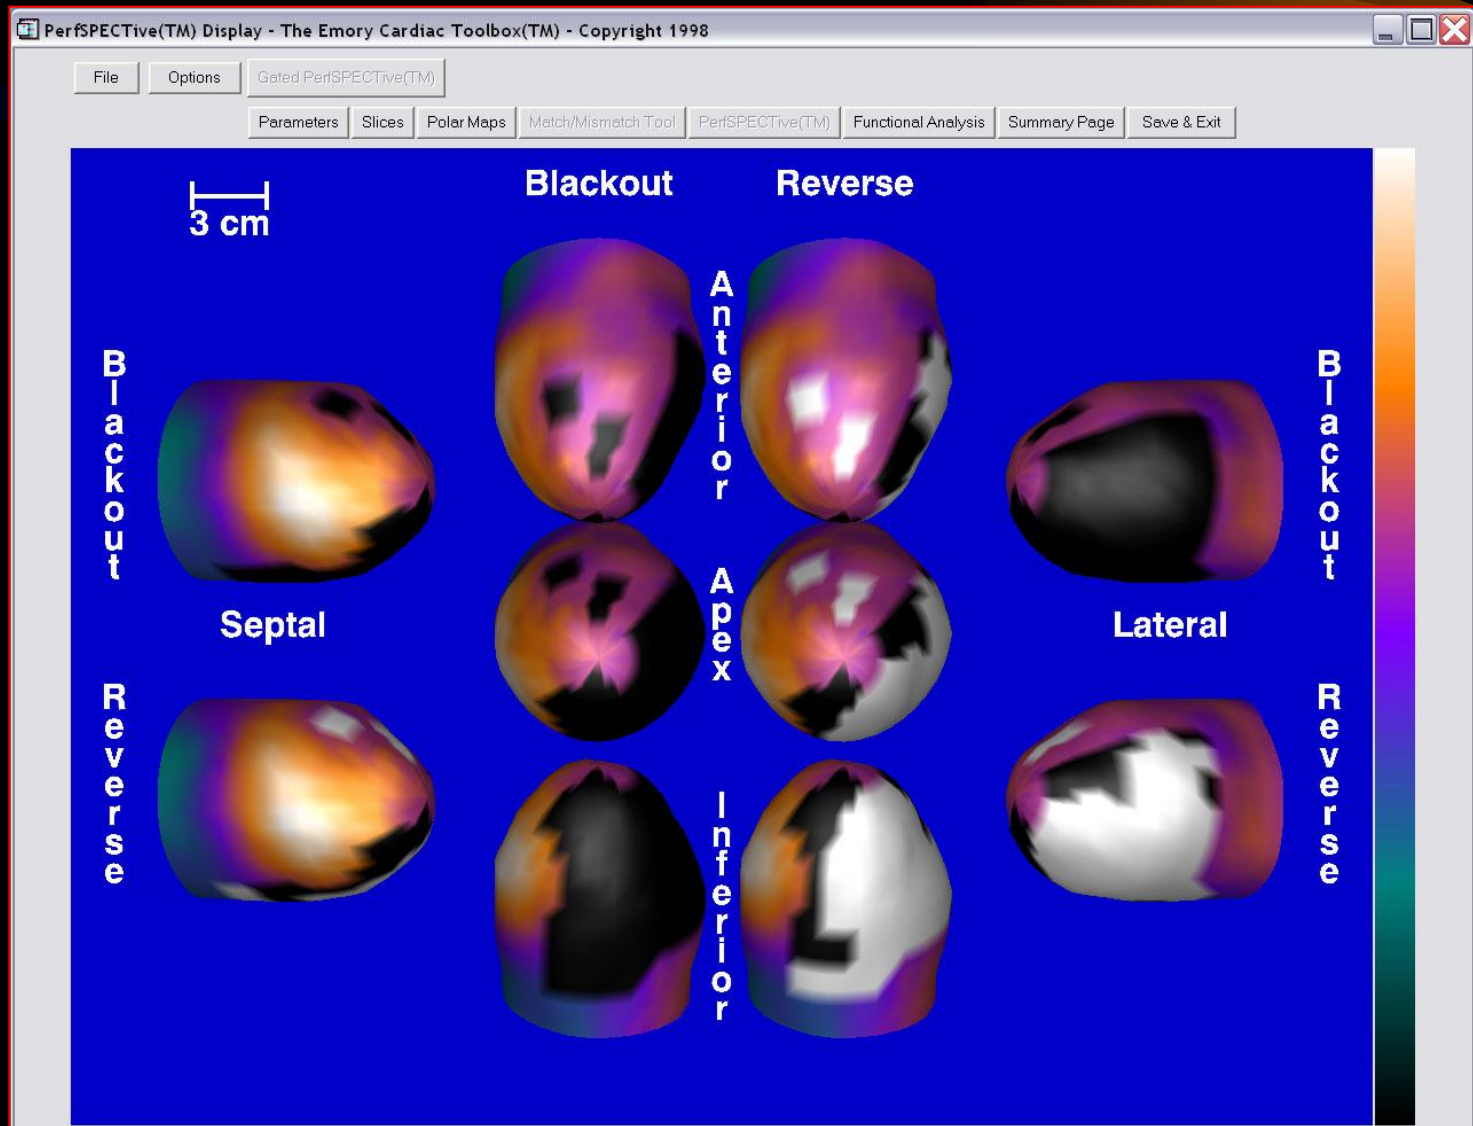 PerfSPECTive(TM) Display - The Emory Cardiac Toolbox(TM) - Copyright 1998
File Options Gated PerfSPECTive(TM)
Parameters Slices Polar Maps Match/Mismatch Tool PerfSPECTive(TM) Functional Analysis Summary Page Save & Exit
3 cm
Blackout Reverse
Anterior
Blackout
Blackout
Septal
Apex
Lateral
Reverse
Reverse
Inferior